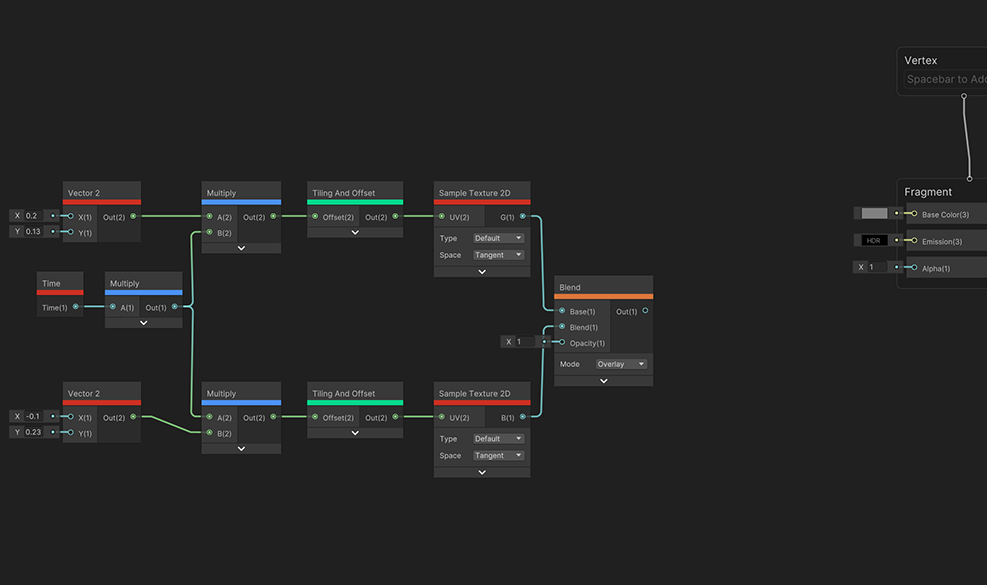 Vertex
Spacebar to Add
Vector 2
X 0.2 X(1) Out(2)
Y 0.13 Y(1)
Multiply
A(2) Out(2)
B(2)
Tiling And Offset
Offset(2) Out(2)
Sample Texture 2D
UV(2) G(1)
Type Default
Space Tangent
Fragment
Base Color(3)
HDR Emission(3)
X 1 Alpha(1)
Time
Time(1)
Multiply
A(1) Out(1)
Blend
Base(1) Out(1)
Blend(1)
X 1 Opacity(1)
Mode Overlay
Vector 2
X -0.1 X(1) Out(2)
Y 0.23 Y(1)
Multiply
A(2) Out(2)
B(2)
Tiling And Offset
Offset(2) Out(2)
Sample Texture 2D
UV(2) B(1)
Type Default
Space Tangent